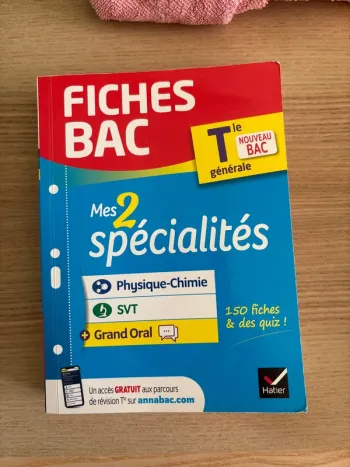 FICHES
BAC
Tle
NOUVEAU
BAC
générale
Mes 2
spécialités
Physique-Chimie
SVT
+ Grand Oral
150 fiches
& des quiz !
Un accès GRATUIT aux parcours
de révision Tle sur annabac.com
Hatier